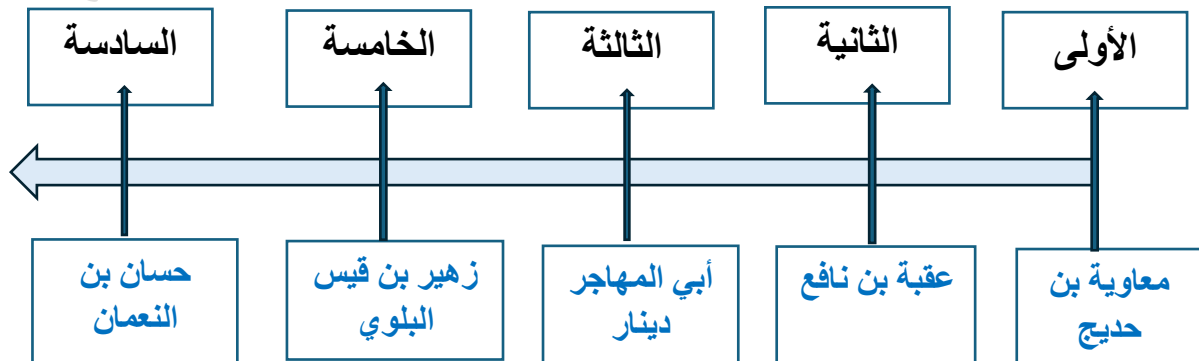 الأولى
الثانية
الثالثة
الخامسة
السادسة
معاوية بن
حديج
عقبة بن نافع
أبي المهاجر
دينار
زهير بن قيس
البلوي
حسان بن
النعمان